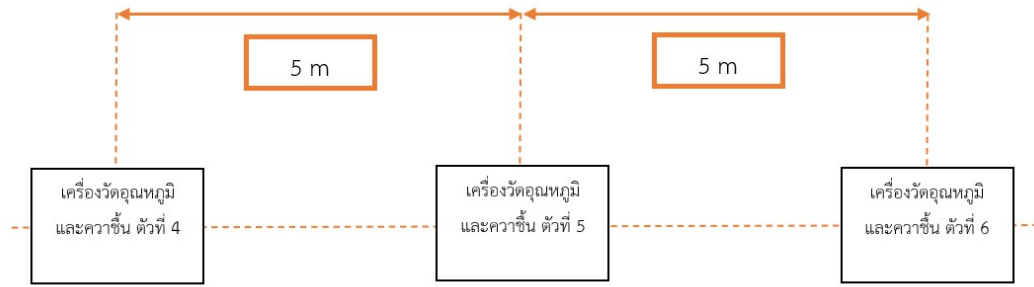 5 m
5 m
เครื่องวัดอุณหภูมิ
และควาชื้น ตัวที่ 4
เครื่องวัดอุณหภูมิ
และควาชื้น ตัวที่ 5
เครื่องวัดอุณหภูมิ
และควาชื้น ตัวที่ 6